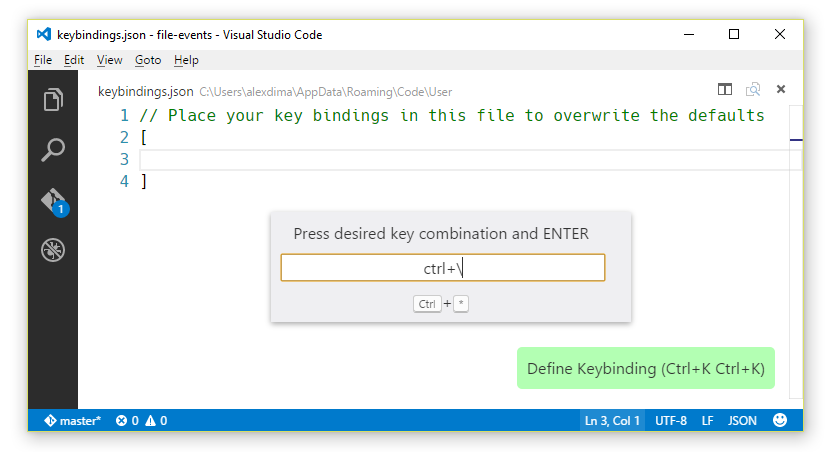 keybindings.json - file-events - Visual Studio Code
File Edit View Goto Help
keybindings.json C:\Users\alexdima\AppData\Roaming\Code\User
1 // Place your key bindings in this file to overwrite the defaults
2 [
3
4 ]
Press desired key combination and ENTER
ctrl+\
Ctrl + *
1
Define Keybinding (Ctrl+K Ctrl+K)
master* 0 0 Ln 3, Col 1 UTF-8 LF JSON